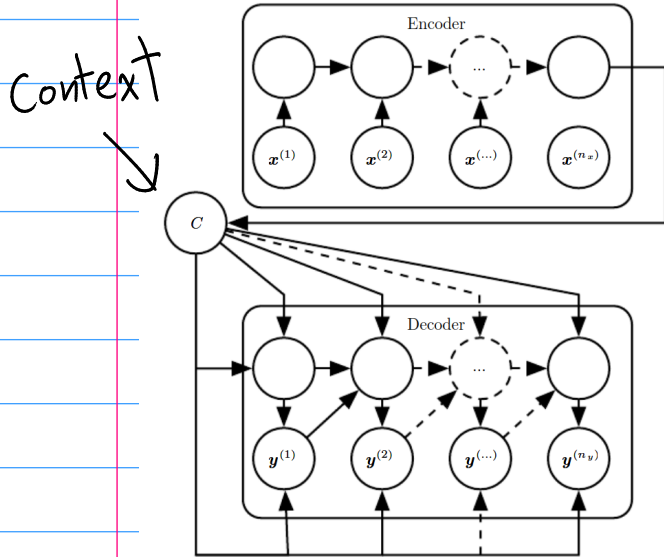 Encoder
...
Context
x^(1) x^(2) x^(...) x^(n_x)
C
Decoder
...
y^(1) y^(2) y^(...) y^(n_y)